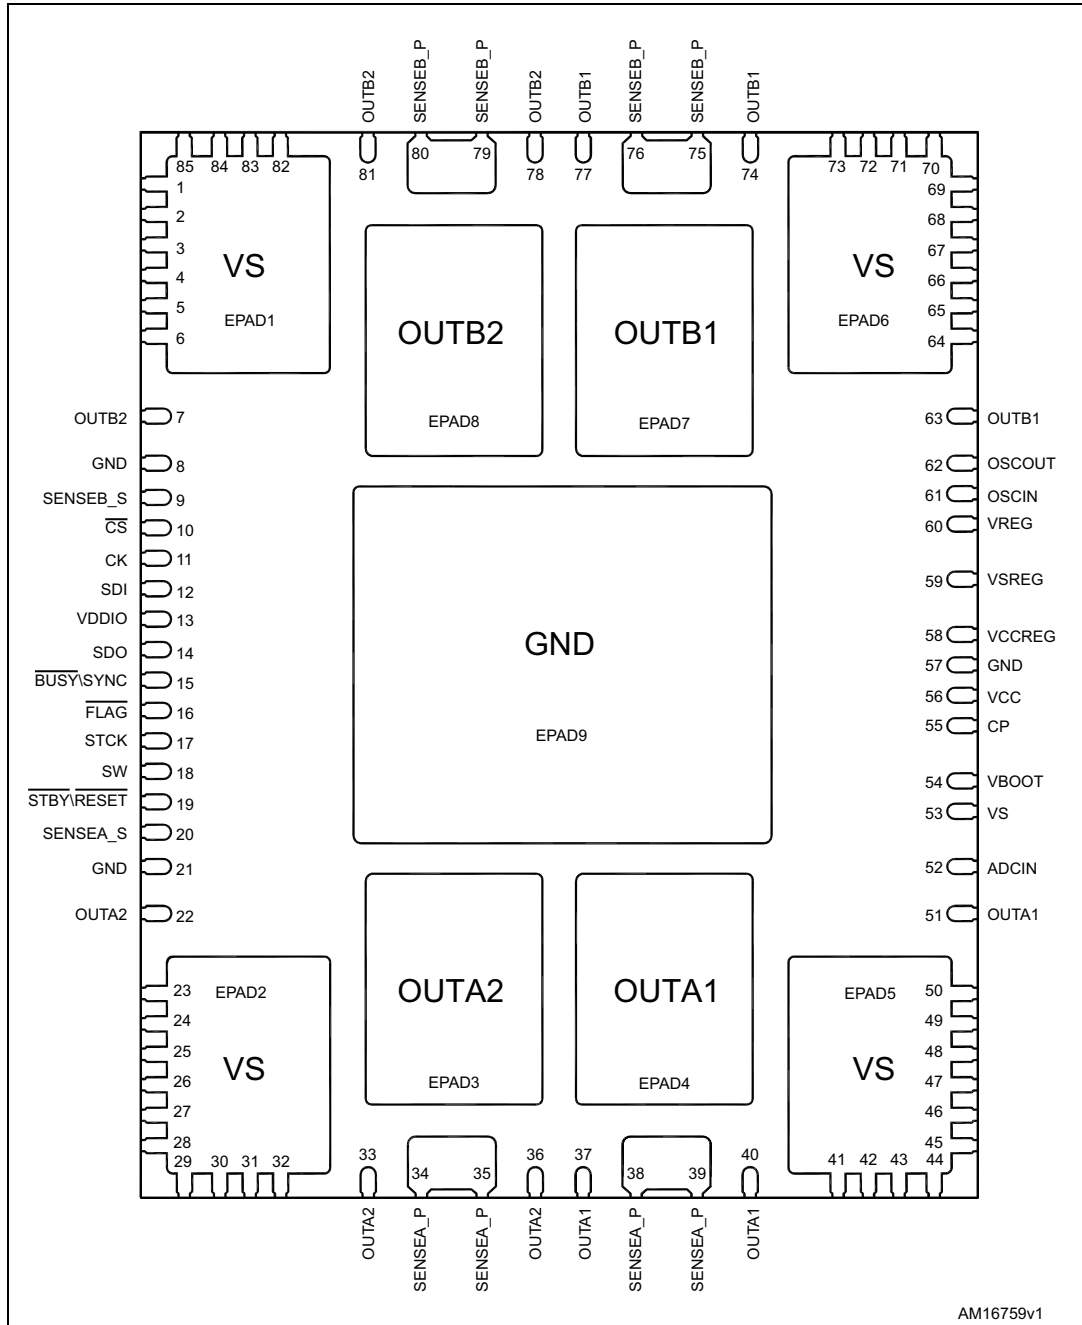 OUTB2
SENSEB_P
SENSEB_P
OUTB2
OUTB1
SENSEB_P
SENSEB_P
OUTB1
85 84 83 82
81
80 79
78
77
76 75
74
73 72 71 70
1
2
3
4
5
6
VS
EPAD1
OUTB2
EPAD8
OUTB1
EPAD7
VS
EPAD6
69
68
67
66
65
64
OUTB2 7
GND 8
SENSEB_S 9
CS 10
CK 11
SDI 12
VDDIO 13
SDO 14
BUSY\SYNC 15
FLAG 16
STCK 17
SW 18
STBY\RESET 19
SENSEA_S 20
GND 21
OUTA2 22
GND
EPAD9
63 OUTB1
62 OSCOUT
61 OSCIN
60 VREG
59 VSREG
58 VCCREG
57 GND
56 VCC
55 CP
54 VBOOT
53 VS
52 ADCIN
51 OUTA1
23
24
25
26
27
28
EPAD2
VS
OUTA2
EPAD3
OUTA1
EPAD4
EPAD5
VS
50
49
48
47
46
45
29 30 31 32
33
34 35
36
37
38 39
40
41 42 43 44
OUTA2
SENSEA_P
SENSEA_P
OUTA2
OUTA1
SENSEA_P
SENSEA_P
OUTA1
AM16759v1